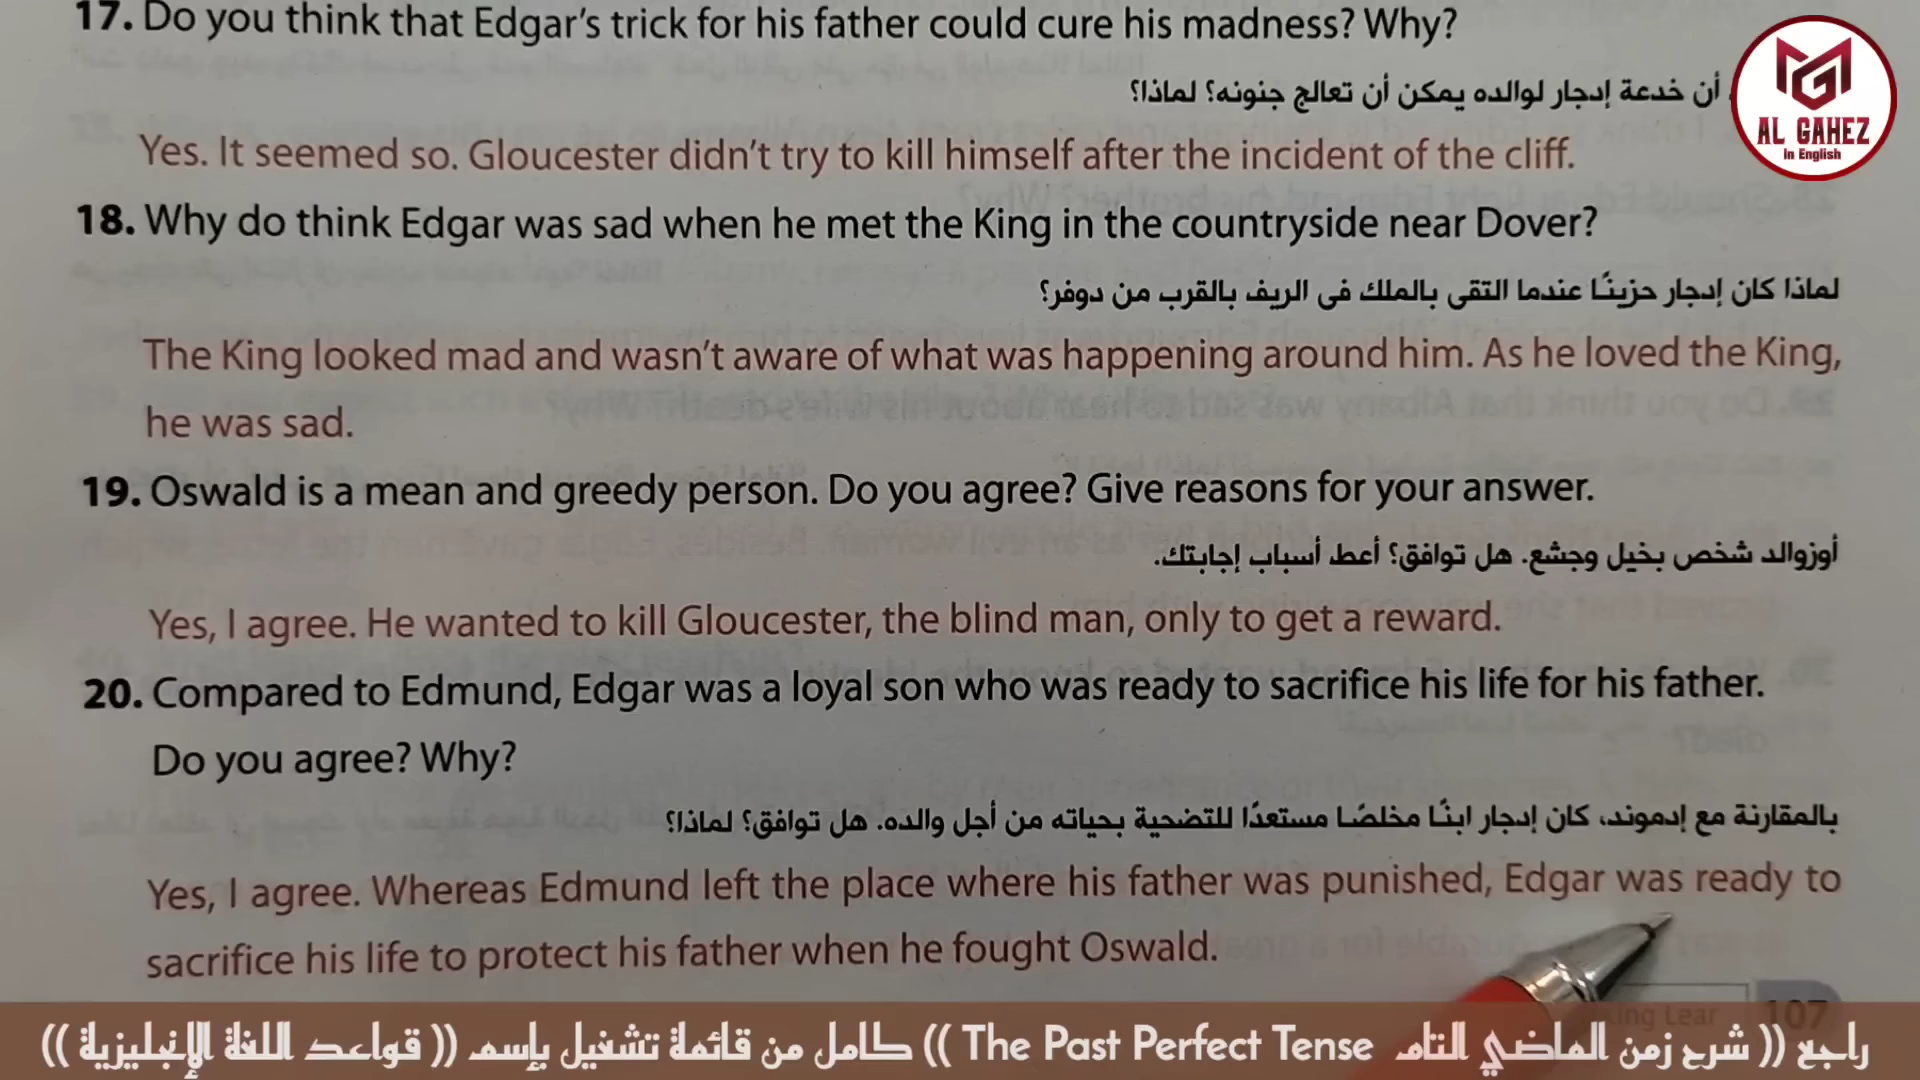 17. Do you think that Edgar's trick for his father could cure his madness? Why?
أن خدعة إدجار لوالده يمكن أن تعالج جنونه؟ لماذا؟
AL GAHEZ
in English
Yes. It seemed so. Gloucester didn't try to kill himself after the incident of the cliff.
18. Why do think Edgar was sad when he met the King in the countryside near Dover?
لماذا كان إدجار حزينًا عندما التقى بالملك فى الريف بالقرب من دوفر؟
The King looked mad and wasn't aware of what was happening around him. As he loved the King,
he was sad.
19. Oswald is a mean and greedy person. Do you agree? Give reasons for your answer.
أوزوالد شخص بخيل وجشع. هل توافق؟ أعط أسباب إجابتك.
Yes, I agree. He wanted to kill Gloucester, the blind man, only to get a reward.
20. Compared to Edmund, Edgar was a loyal son who was ready to sacrifice his life for his father.
Do you agree? Why?
بالمقارنة مع إدموند، كان إدجار ابنًا مخلصًا مستعدًا للتضحية بحياته من أجل والده. هل توافق؟ لماذا؟
Yes, I agree. Whereas Edmund left the place where his father was punished, Edgar was ready to
sacrifice his life to protect his father when he fought Oswald.
King Lear 107
راجع (( شرح زمن الماضي التام The Past Perfect Tense )) كامل من قائمة تشغيل بإسم (( قواعد اللغة الإنجليزية ))